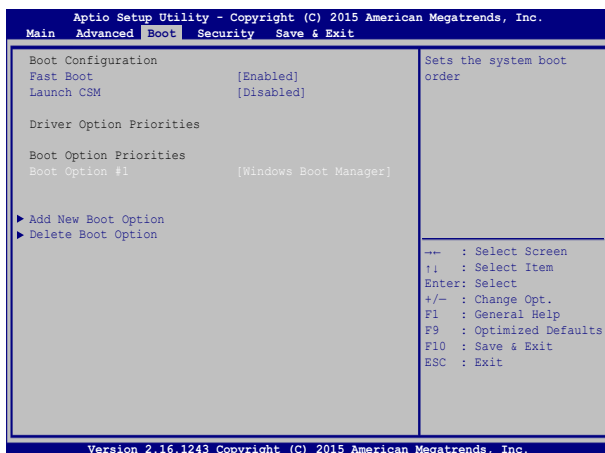 Aptio Setup Utility - Copyright (C) 2015 American Megatrends, Inc.
Main Advanced Boot Security Save & Exit
Boot Configuration
Fast Boot [Enabled]
Launch CSM [Disabled]
Driver Option Priorities
Boot Option Priorities
Boot Option #1 [Windows Boot Manager]
Add New Boot Option
Delete Boot Option
Sets the system boot
order
→← : Select Screen
↑↓ : Select Item
Enter: Select
+/— : Change Opt.
F1 : General Help
F9 : Optimized Defaults
F10 : Save & Exit
ESC : Exit
Version 2.16.1243 Copyright (C) 2015 American Megatrends, Inc.